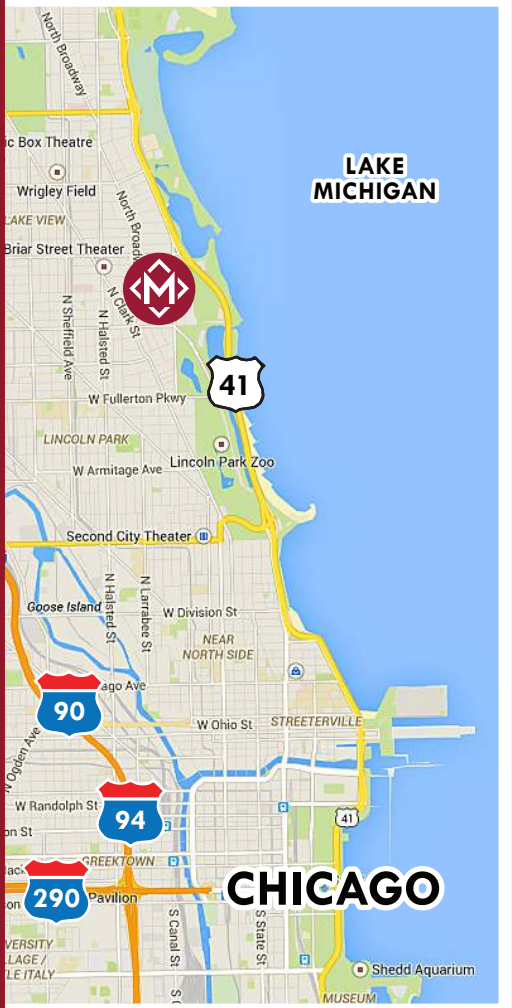 North Broadway
ic Box Theatre
Wrigley Field
LAKE
MICHIGAN
LAKE VIEW
North Broadw
Briar Street Theater
M
N Clark St
N Sheffield Ave
N Halsted St
41
W Fullerton Pkwy
LINCOLN PARK
Lincoln Park Zoo
W Armitage Ave
Second City Theater
N Halsted St
N Larrabee St
Goose Island
W Division St
NEAR
NORTH SIDE
ago Ave
90
W Ohio St
STREETERVILLE
N Ogden Ave
W Randolph St
94
41
on St
GREEKTOWN
290
Pavilion
CHICAGO
S Canal St
S State St
VERSITY
LAGE /
TLE ITALY
Shedd Aquarium
MUSEUM